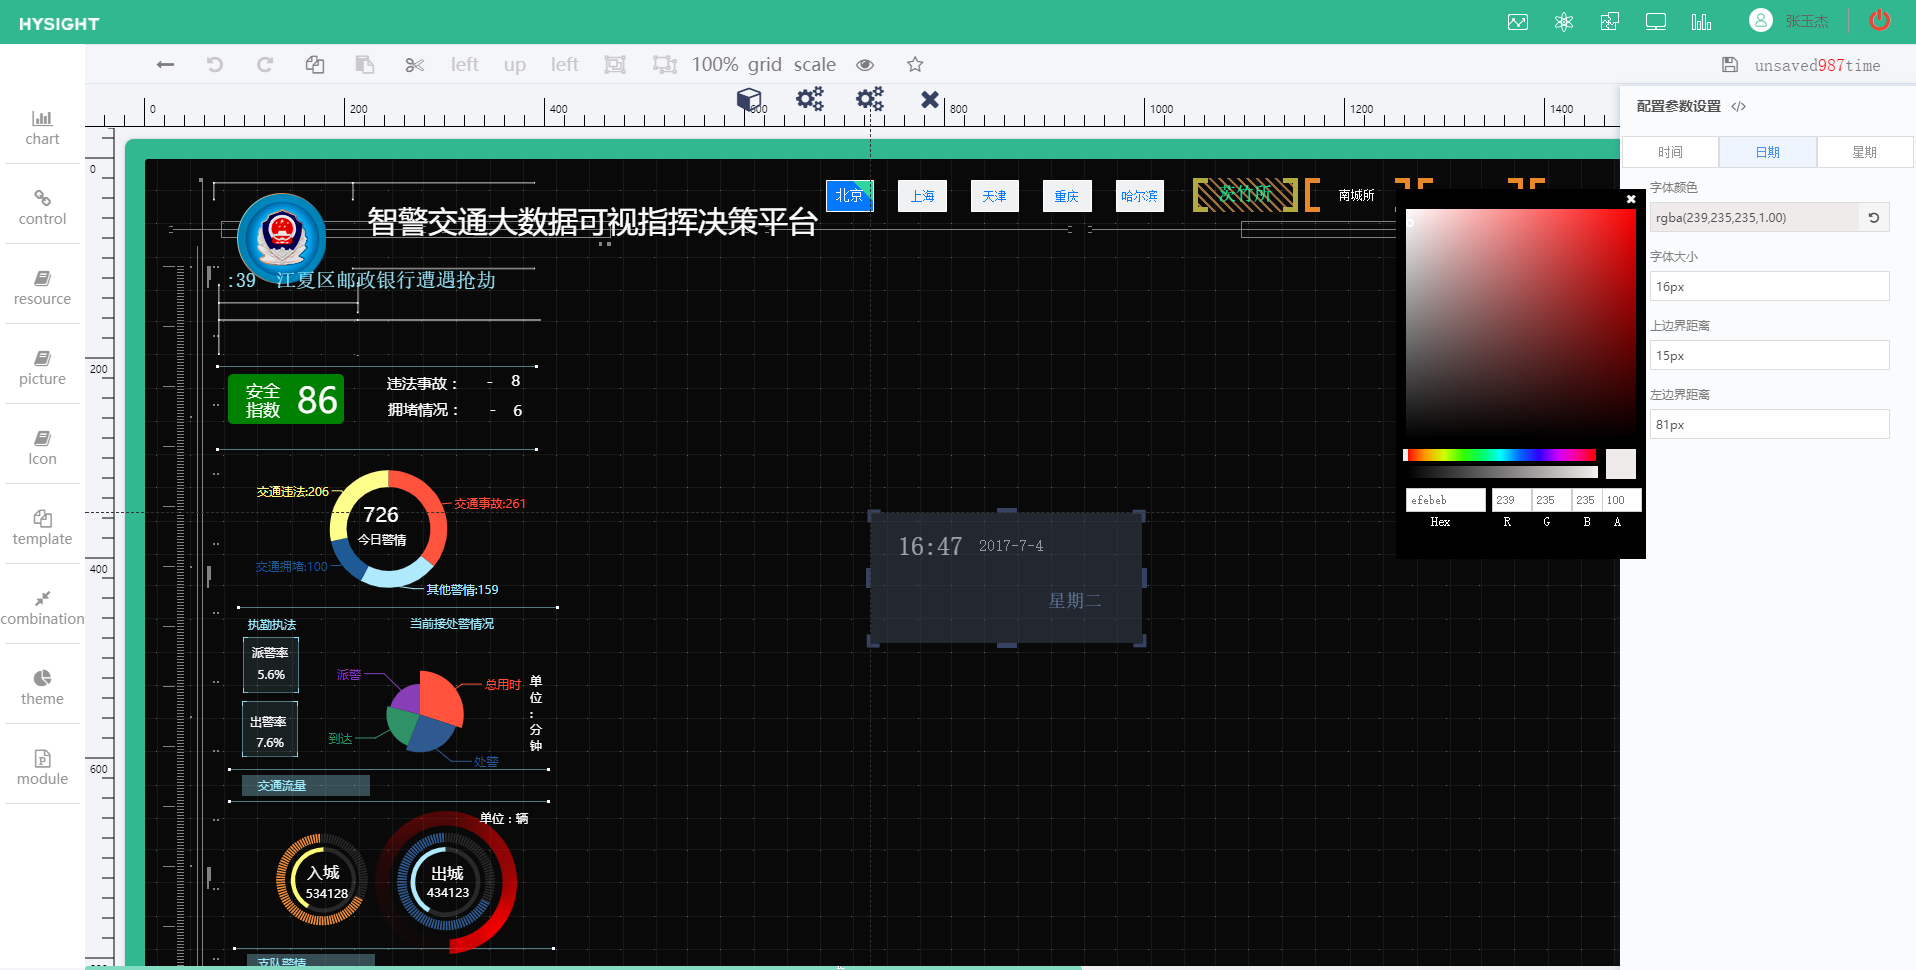 HYSIGHT
张玉杰
left
up
left
100%
grid
scale
unsaved987time
0
200
400
600
800
1000
1200
1400
chart
control
resource
picture
Icon
template
combination
theme
module
0
200
400
600
智警交通大数据可视指挥决策平台
:39 江夏区邮政银行遭遇抢劫
北京
上海
天津
重庆
哈尔滨
茨竹所
南城所
安全
指数
86
违法事故： - 8
拥堵情况： - 6
交通违法:206
交通事故:261
726
今日警情
交通拥堵:100
其他警情:159
执勤执法
当前接处警情况
派警率
5.6%
出警率
7.6%
派警
总用时
到达
处警
单位：分钟
交通流量
单位：辆
入城
534128
出城
434123
支队警情
16:47
2017-7-4
星期二
efebeb
239
235
235
100
Hex
R
G
B
A
配置参数设置 </>
时间
日期
星期
字体颜色
rgba(239,235,235,1.00)
字体大小
16px
上边界距离
15px
左边界距离
81px